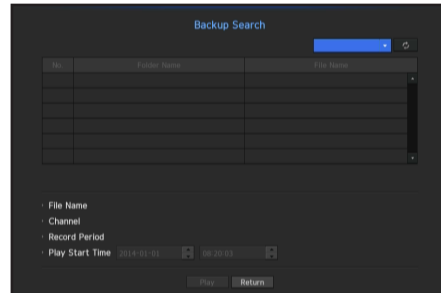 Backup Search
No. Folder Name File Name
File Name
Channel
Record Period
Play Start Time 2014-01-01 08:20:03
Play Return